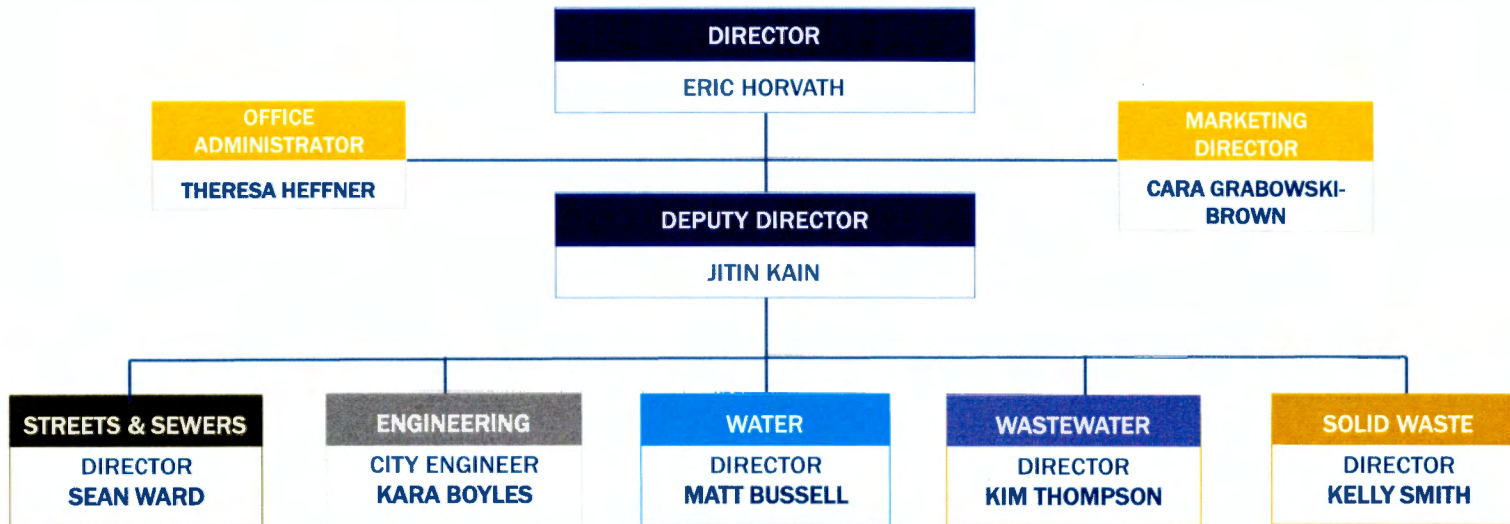 DIRECTOR
ERIC HORVATH
OFFICE
ADMINISTRATOR
THERESA HEFFNER
MARKETING
DIRECTOR
CARA GRABOWSKI-
BROWN
DEPUTY DIRECTOR
JITIN KAIN
STREETS & SEWERS
DIRECTOR
SEAN WARD
ENGINEERING
CITY ENGINEER
KARA BOYLES
WATER
DIRECTOR
MATT BUSSELL
WASTEWATER
DIRECTOR
KIM THOMPSON
SOLID WASTE
DIRECTOR
KELLY SMITH